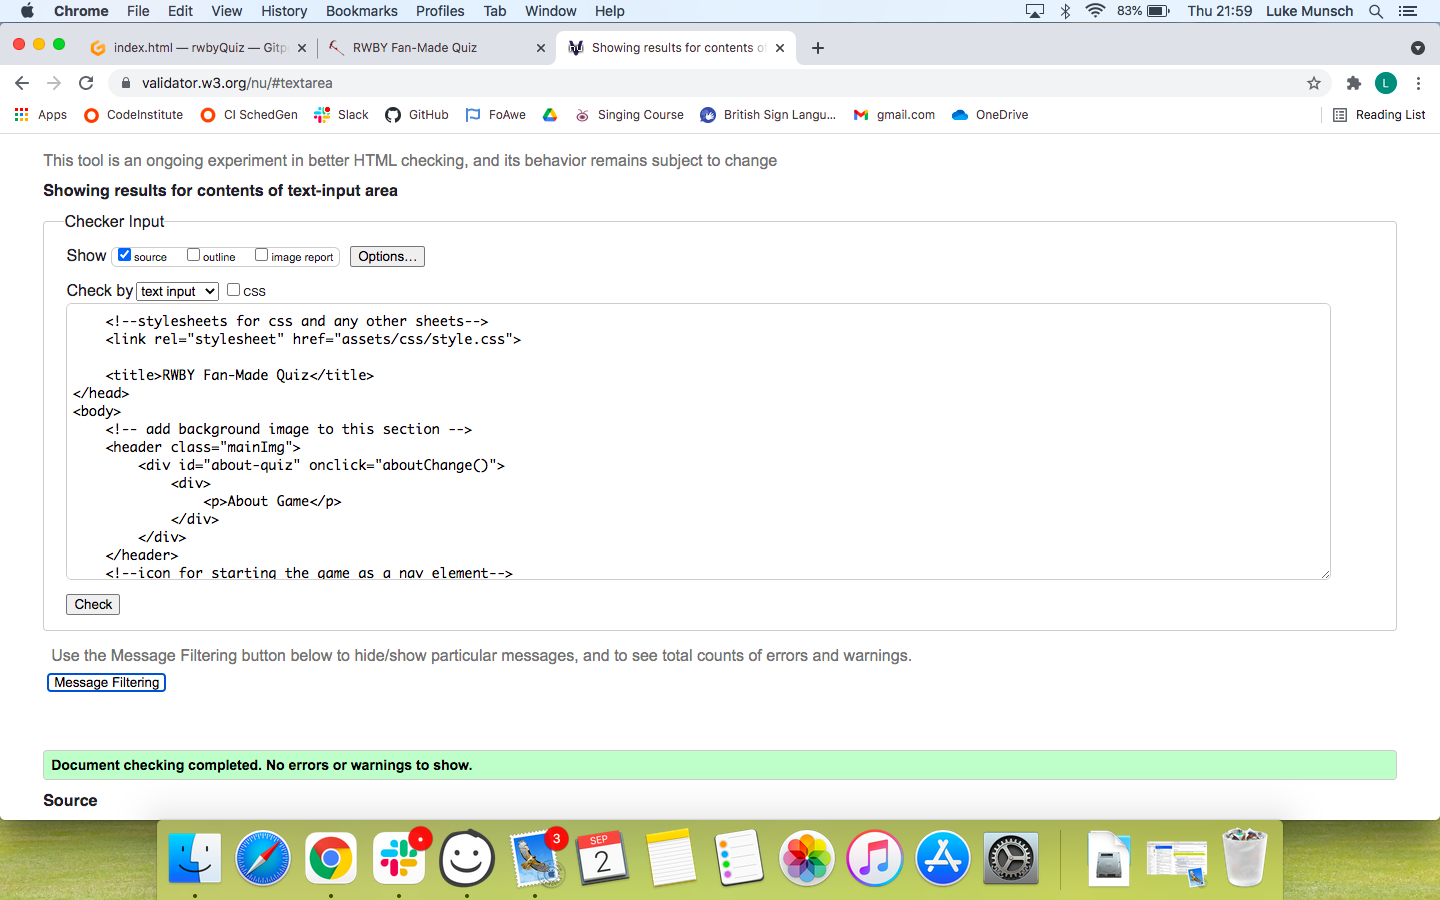 Chrome File Edit View History Bookmarks Profiles Tab Window Help 83% Thu 21:59 Luke Munsch
index.html — rwbyQuiz — Gitp
RWBY Fan-Made Quiz
Showing results for contents of
validator.w3.org/nu/#textarea
L
Apps CodeInstitute CI SchedGen Slack GitHub FoAwe Singing Course British Sign Langu... gmail.com OneDrive Reading List
This tool is an ongoing experiment in better HTML checking, and its behavior remains subject to change
Showing results for contents of text-input area
Checker Input
Show source outline image report Options...
Check by text input CSS
<!--stylesheets for css and any other sheets-->
<link rel="stylesheet" href="assets/css/style.css">
<title>RWBY Fan-Made Quiz</title>
</head>
<body>
<!-- add background image to this section -->
<header class="mainImg">
<div id="about-quiz" onclick="aboutChange()">
<div>
<p>About Game</p>
</div>
</div>
</header>
<!--icon for starting the game as a nav element-->
Check
Use the Message Filtering button below to hide/show particular messages, and to see total counts of errors and warnings.
Message Filtering
Document checking completed. No errors or warnings to show.
Source
3
SEP
2